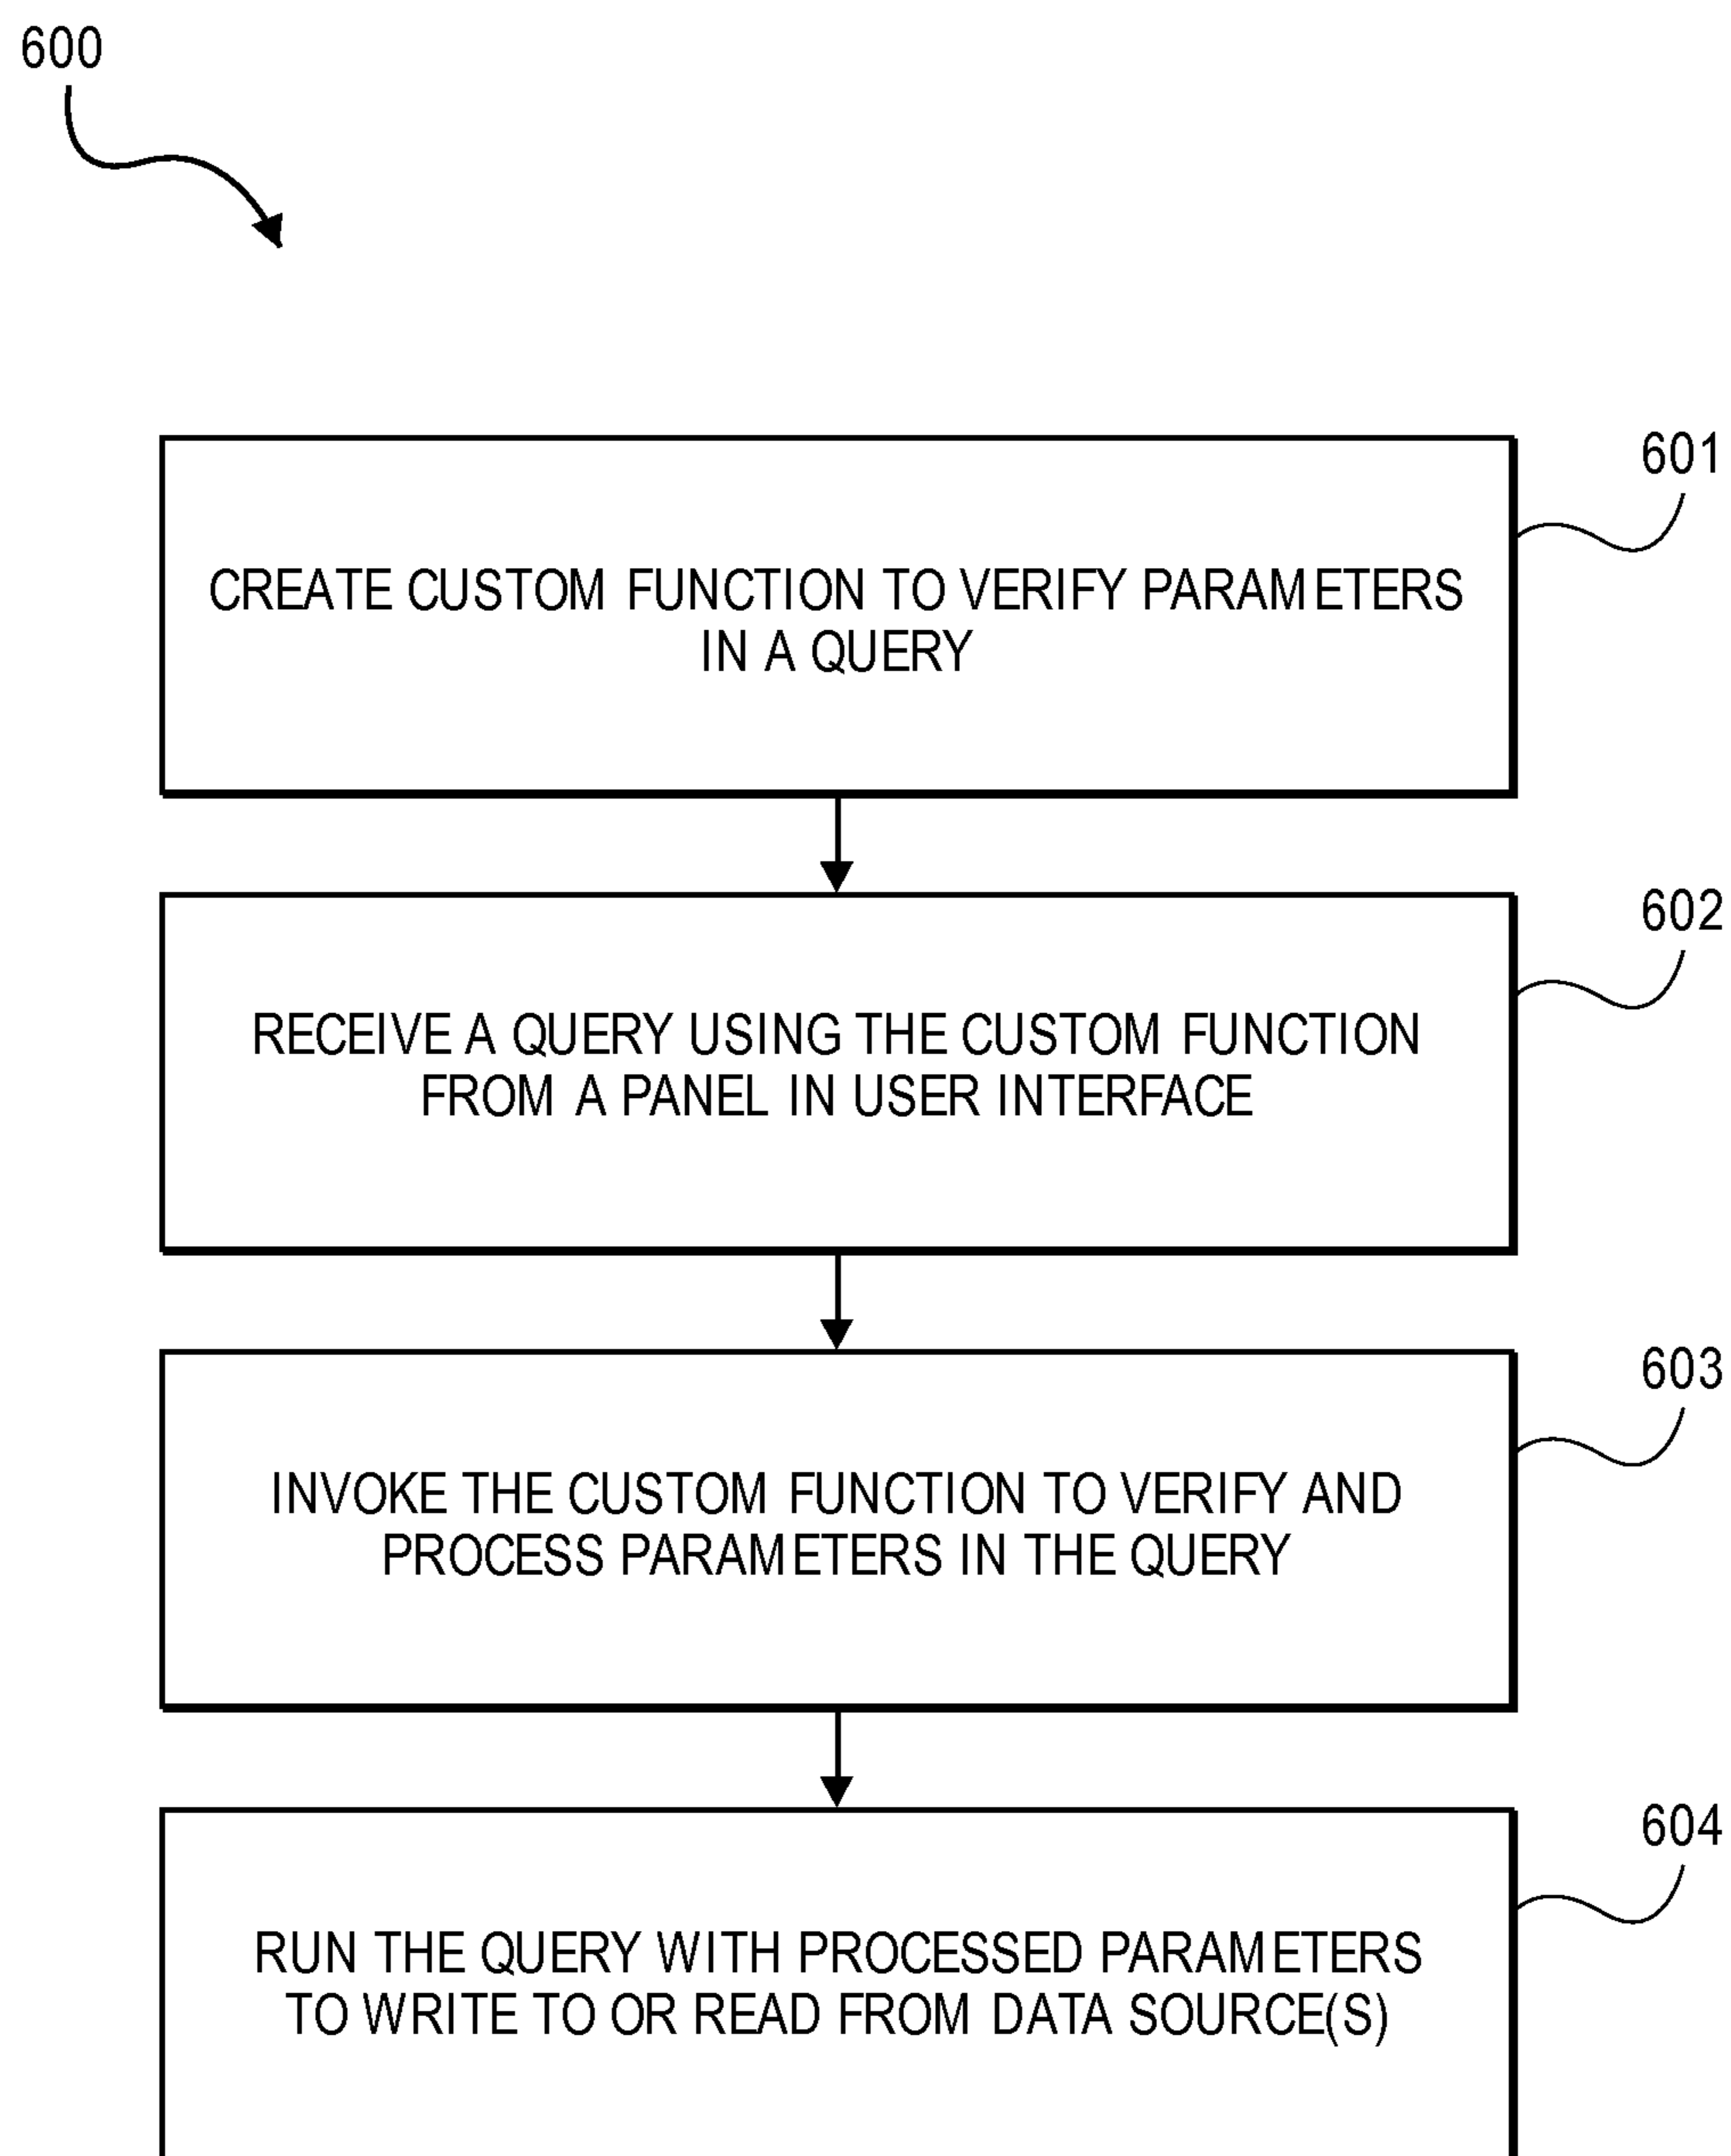 600
601
CREATE CUSTOM FUNCTION TO VERIFY PARAMETERS
IN A QUERY
602
RECEIVE A QUERY USING THE CUSTOM FUNCTION
FROM A PANEL IN USER INTERFACE
603
INVOKE THE CUSTOM FUNCTION TO VERIFY AND
PROCESS PARAMETERS IN THE QUERY
604
RUN THE QUERY WITH PROCESSED PARAMETERS
TO WRITE TO OR READ FROM DATA SOURCE(S)